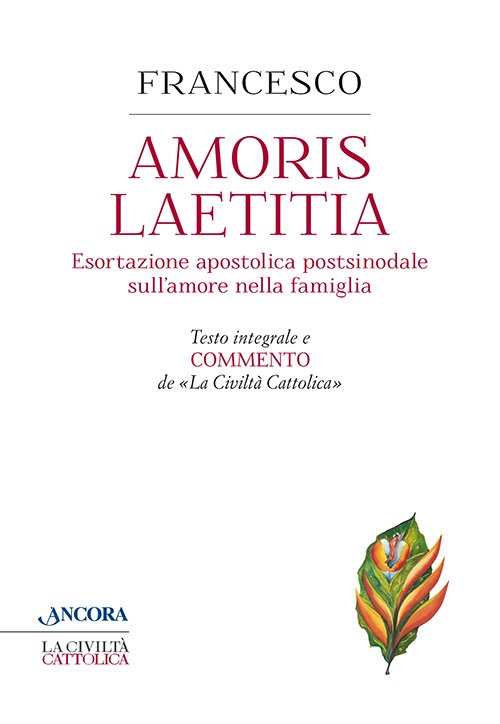 FRANCESCO
AMORIS
LAETITIA
Esortazione apostolica postsinodale
sull'amore nella famiglia
Testo integrale e
COMMENTO
de «La Civiltà Cattolica»
ANCORA
LA CIVILTÀ
CATTOLICA